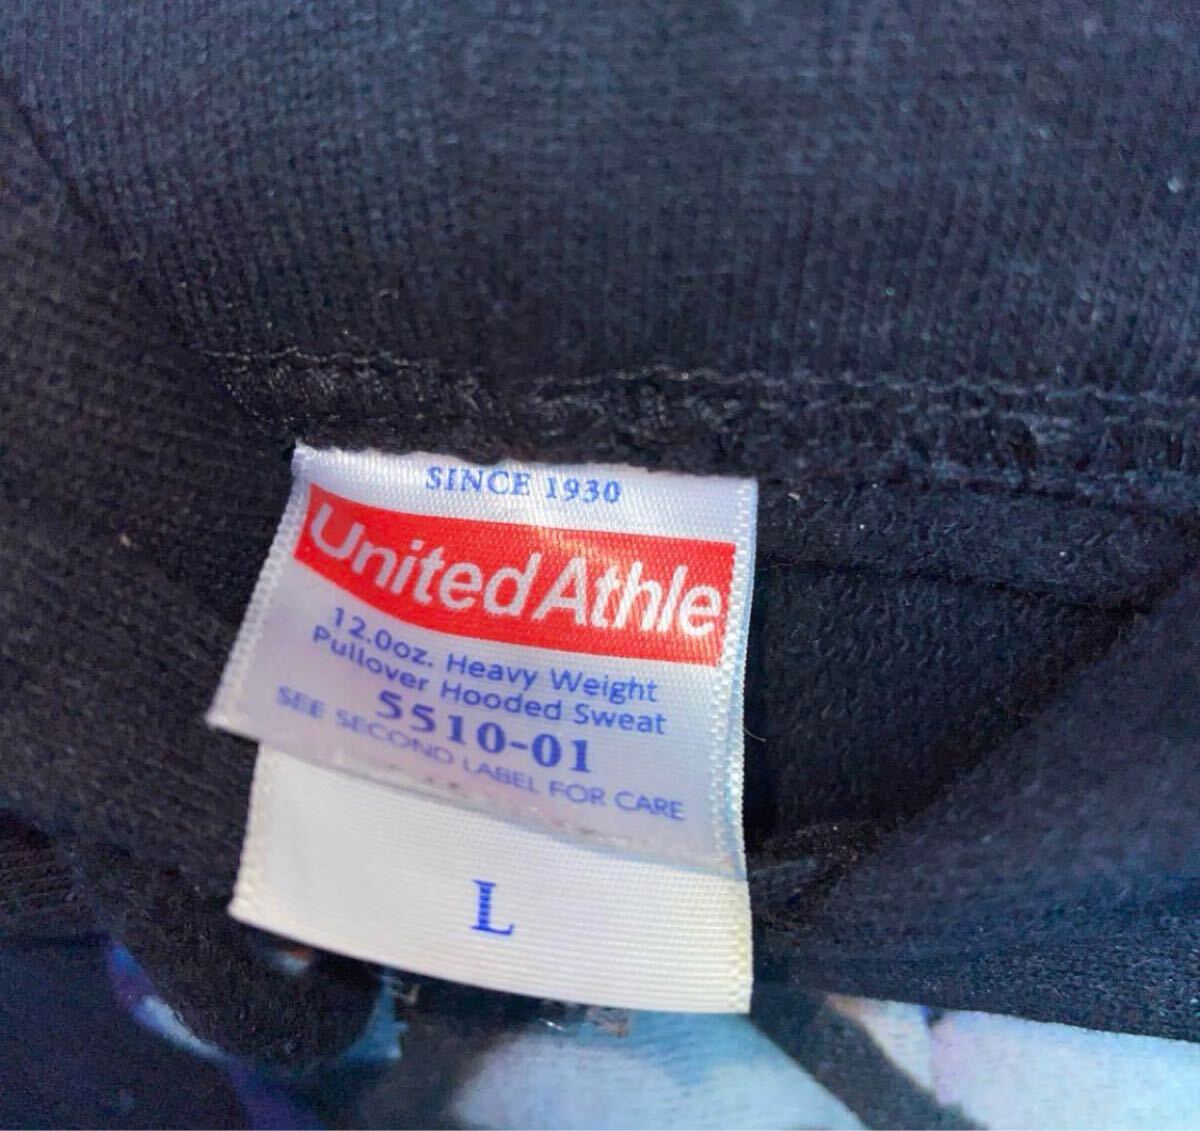 SINCE 1930
United Athle
12.0oz. Heavy Weight
Pullover Hooded Sweat
5510-01
SEE SECOND LABEL FOR CARE
L